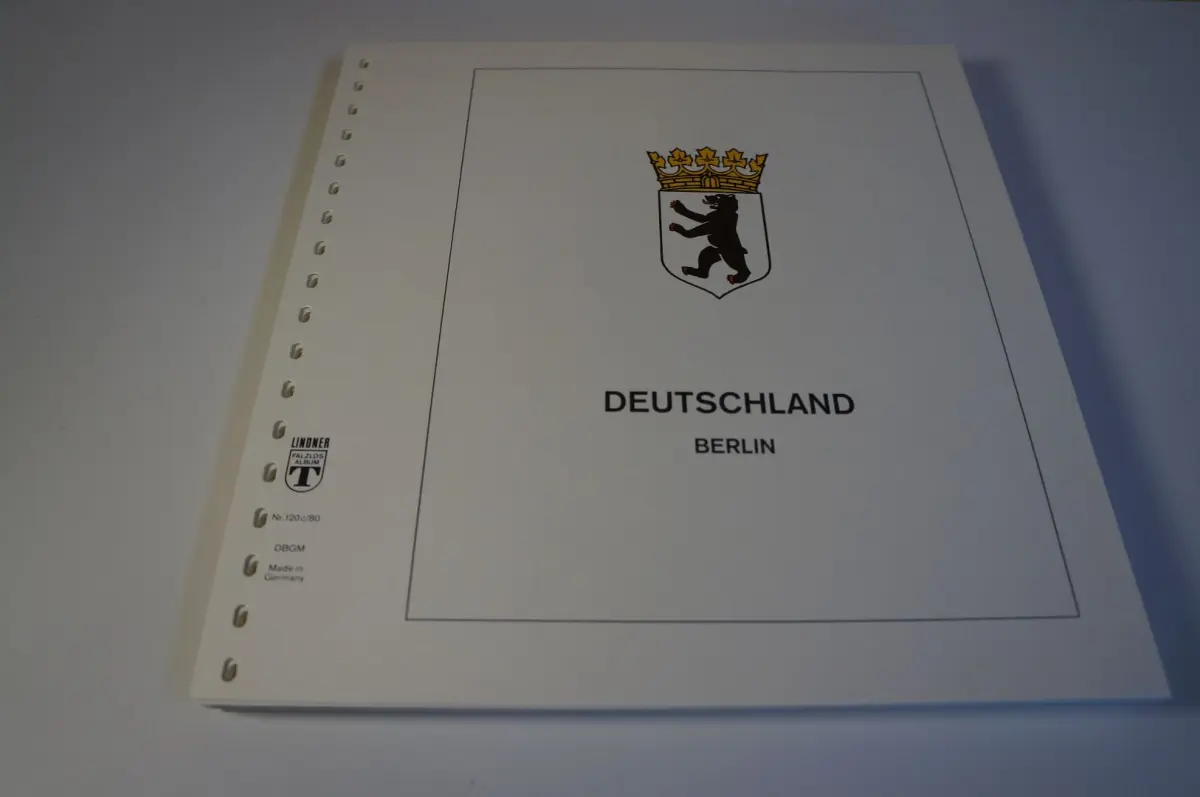 DEUTSCHLAND
BERLIN
LINDNER
FALZLOS
ALBUM
T
Nr. 120c/80
DBGM
Made in
Germany